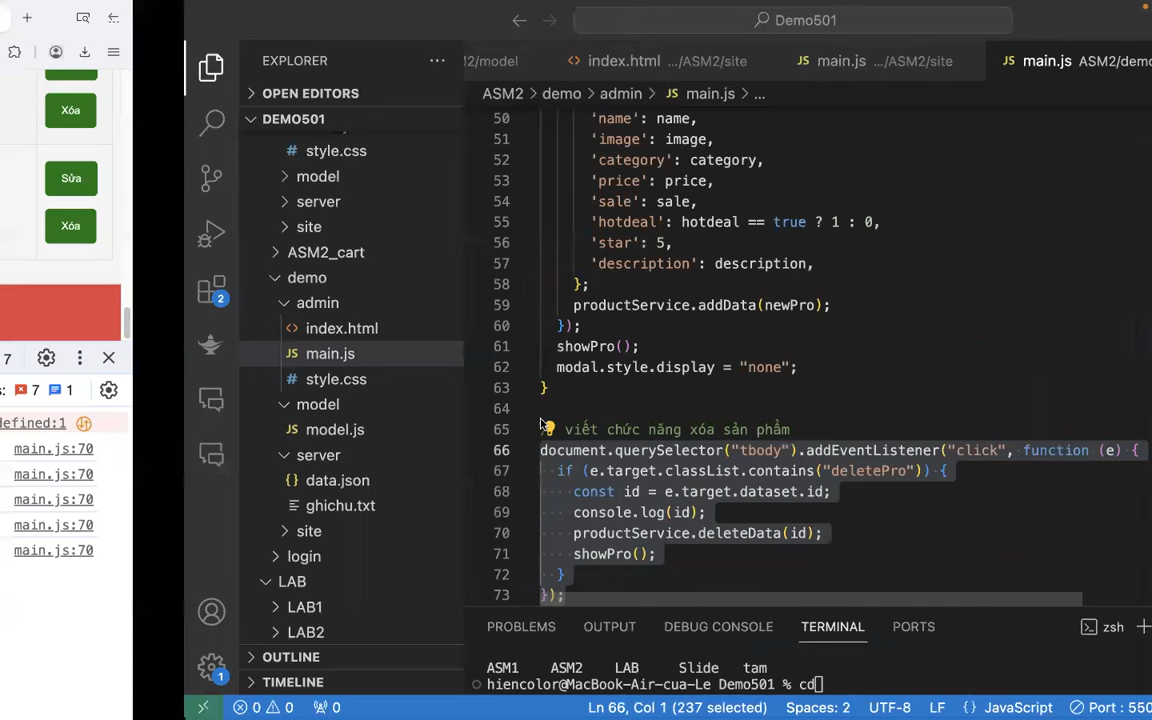 Xóa
Sửa
Xóa
7
7 1
efined:1
main.js:70
main.js:70
main.js:70
main.js:70
main.js:70
Demo501
EXPLORER
OPEN EDITORS
DEMO501
style.css
model
server
site
ASM2_cart
demo
admin
index.html
main.js
style.css
model
model.js
server
data.json
ghichu.txt
site
login
LAB
LAB1
LAB2
OUTLINE
TIMELINE
2
1
/model
index.html .../ASM2/site
main.js .../ASM2/site
main.js ASM2/demo
ASM2 > demo > admin > JS main.js > ...
50 'name': name,
51 'image': image,
52 'category': category,
53 'price': price,
54 'sale': sale,
55 'hotdeal': hotdeal == true ? 1 : 0,
56 'star': 5,
57 'description': description,
58 };
59 productService.addData(newPro);
60 });
61 showPro();
62 modal.style.display = "none";
63 }
64
65 viết chức năng xóa sản phẩm
66 document.querySelector("tbody").addEventListener("click", function (e) {
67 if (e.target.classList.contains("deletePro")) {
68 const id = e.target.dataset.id;
69 console.log(id);
70 productService.deleteData(id);
71 showPro();
72 }
73 });
PROBLEMS OUTPUT DEBUG CONSOLE TERMINAL PORTS
zsh
ASM1 ASM2 LAB Slide tam
hiencolor@MacBook-Air-cua-Le Demo501 % cd
0 0 0
Ln 66, Col 1 (237 selected) Spaces: 2 UTF-8 LF {} JavaScript Port : 550